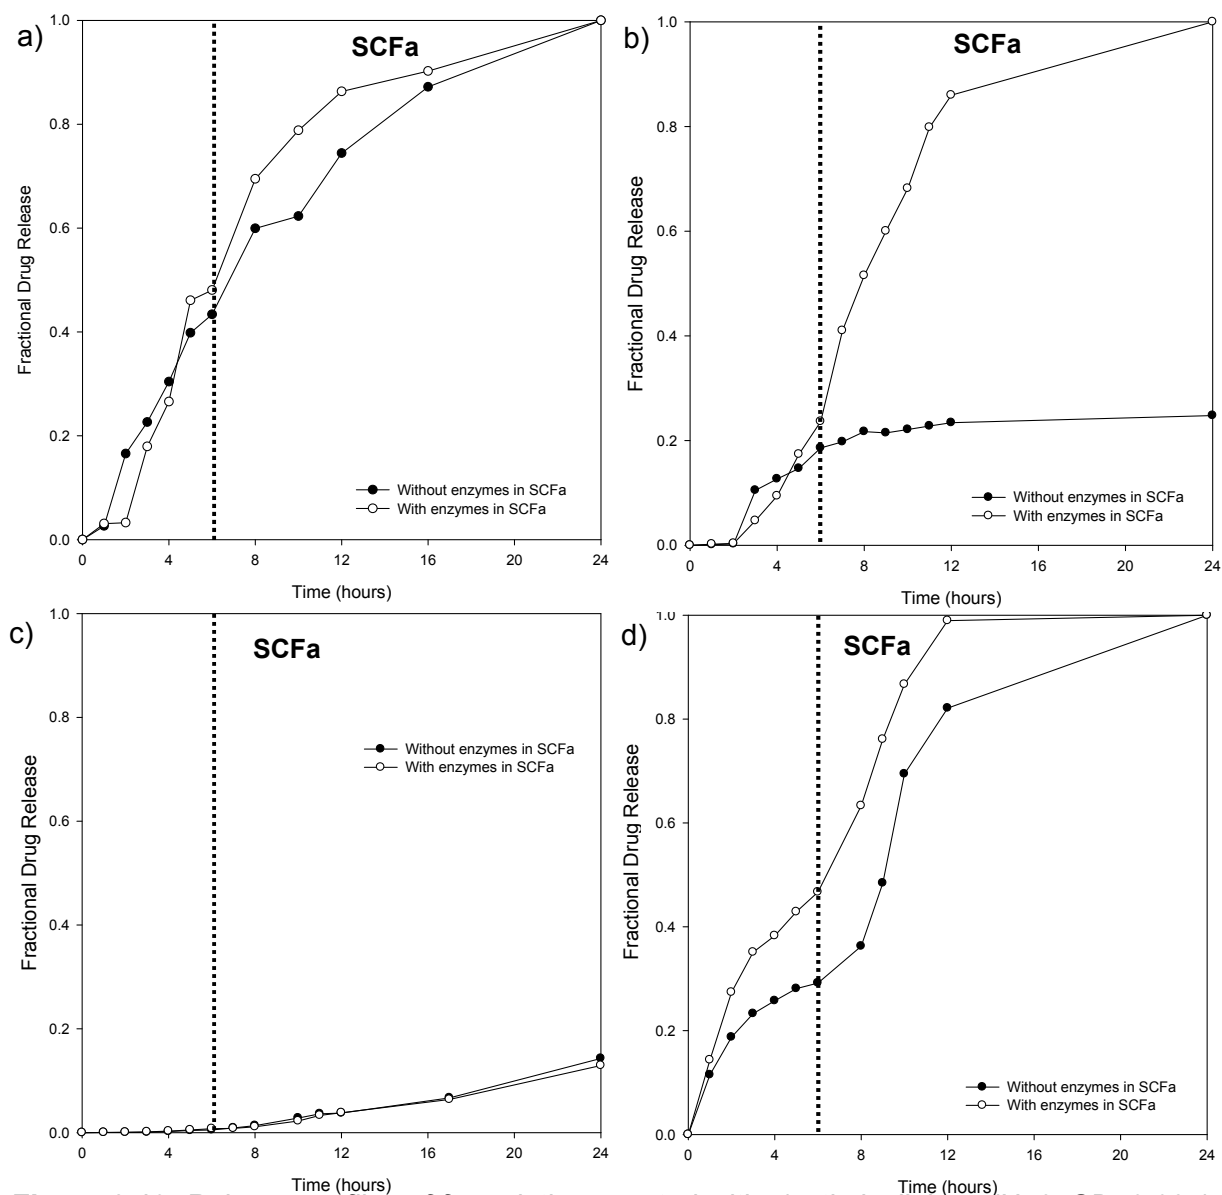 a)
SCFa
1.0
0.8
0.6
0.4
0.2
0.0
Fractional Drug Release
Without enzymes in SCFa
With enzymes in SCFa
0 4 8 12 16 20 24
Time (hours)
b)
SCFa
1.0
0.8
0.6
0.4
0.2
0.0
Fractional Drug Release
Without enzymes in SCFa
With enzymes in SCFa
0 4 8 12 16 20 24
Time (hours)
c)
SCFa
1.0
0.8
0.6
0.4
0.2
0.0
Fractional Drug Release
Without enzymes in SCFa
With enzymes in SCFa
0 4 8 12 16 20 24
Time (hours)
d)
SCFa
1.0
0.8
0.6
0.4
0.2
0.0
Fractional Drug Release
Without enzymes in SCFa
With enzymes in SCFa
0 4 8 12 16 20 24
Time (hours)